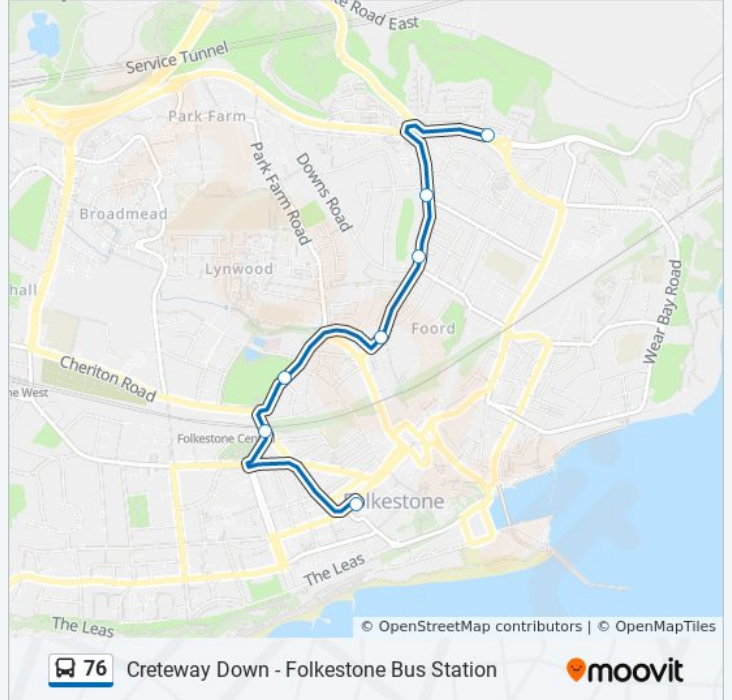 te Road East
Service Tunnel
Park Farm
Park Farm Road
Downs Road
Broadmead
Lynwood
hall
Foord
Wear Bay Road
Cheriton Road
ne West
Folkestone Cen
Folkestone
The Leas
The Leas
© OpenStreetMap contributors | © OpenMapTiles
76 Creteway Down - Folkestone Bus Station
moovit